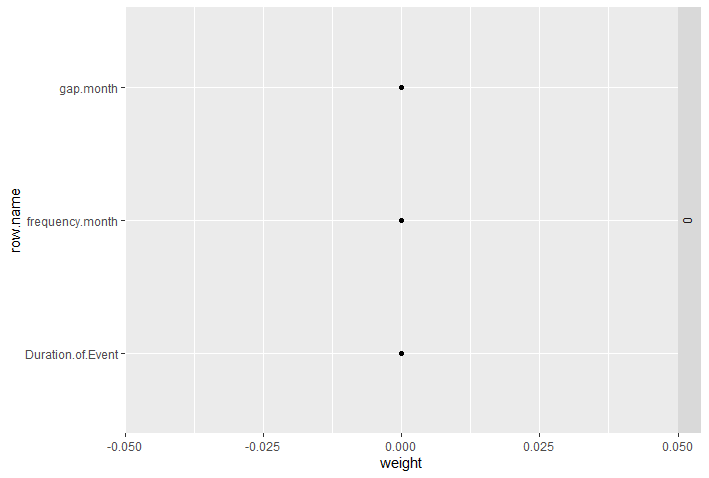 gap.month
frequency.month
Duration.of.Event
row.name
0
-0.050
-0.025
0.000
0.025
0.050
weight